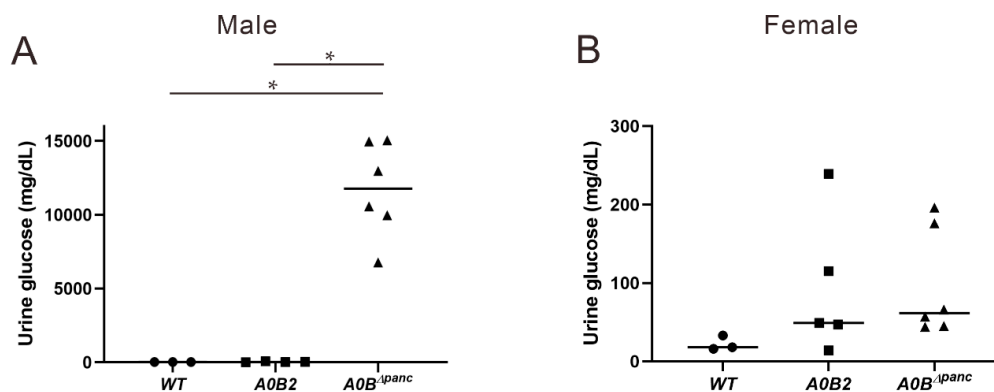 Male
A
*
*
Urine glucose (mg/dL)
15000
10000
5000
0
WT
A0B2
A0BΔpanc
Female
B
Urine glucose (mg/dL)
300
200
100
0
WT
A0B2
A0BΔpanc